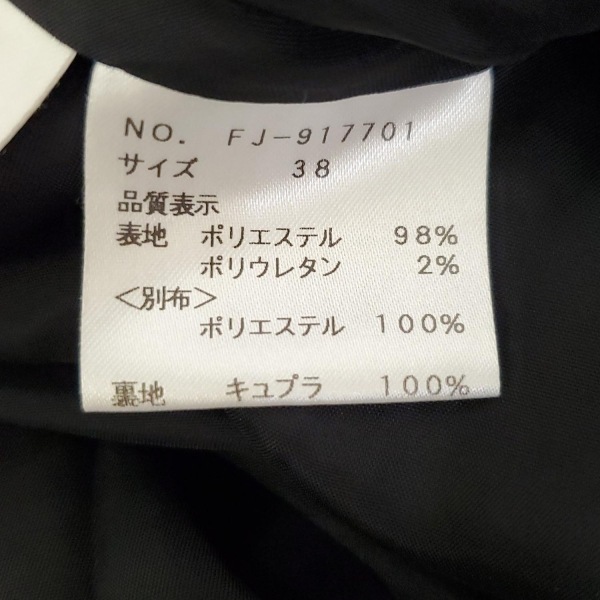 NO. FJ-917701
サイズ 38
品質表示
表地 ポリエステル 98%
ポリウレタン 2%
<別布>
ポリエステル 100%
裏地 キュプラ 100%